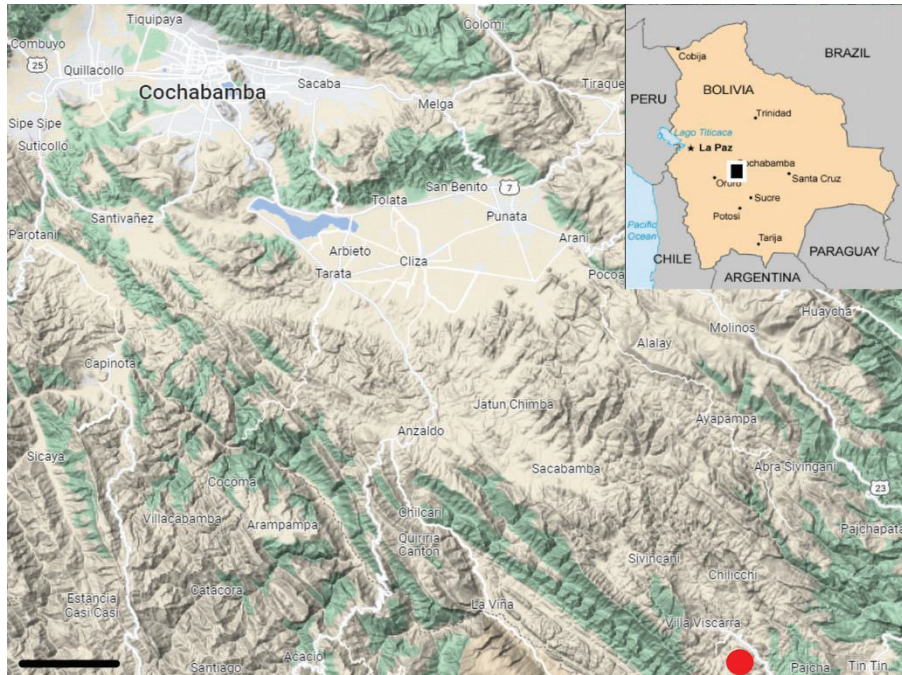 Tiquipaya
Colomi
Combuyo
25
Quillacollo
Sacaba
Tiraque
Cochabamba
Melga
Sipe Sipe
Suticollo
San Benito
7
Tolata
Santivañez
Punata
Parotani
Arbieto
Arani
Cliza
Tarata
Pocoa
Huaycha
Molinos
Alalay
Capinota
Jatun Chimba
Ayapampa
Anzaldo
Sicaya
Sacabamba
Abra Sivingani
Cocoma
23
Villacabamba
Chilcari
Arampampa
Pajchapata
Quiriria
Canton
Sivincani
Chilicchi
Catacora
Estancia
Casi Casi
La Viña
Villa Viscarra
Acacio
Santiago
Pajcha
Tin Tin
BRAZIL
Cobija
PERU
BOLIVIA
Trinidad
Lago Titicaca
La Paz
ochabamba
Santa Cruz
Oruro
Sucre
Potosi
Pacific
Ocean
Tarija
CHILE
PARAGUAY
ARGENTINA